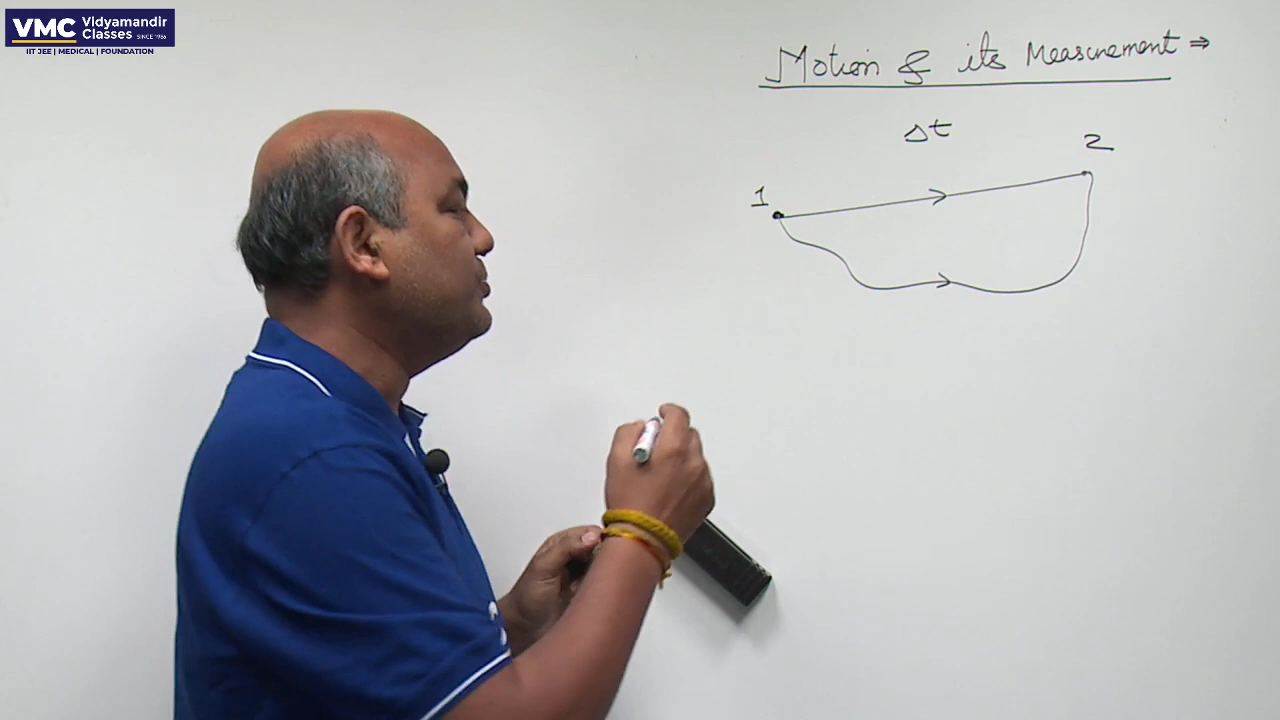 VMC Vidyamandir Classes SINCE 1986
IIT JEE | MEDICAL | FOUNDATION
Motion & its Measurement ⇒
Δt
1
2